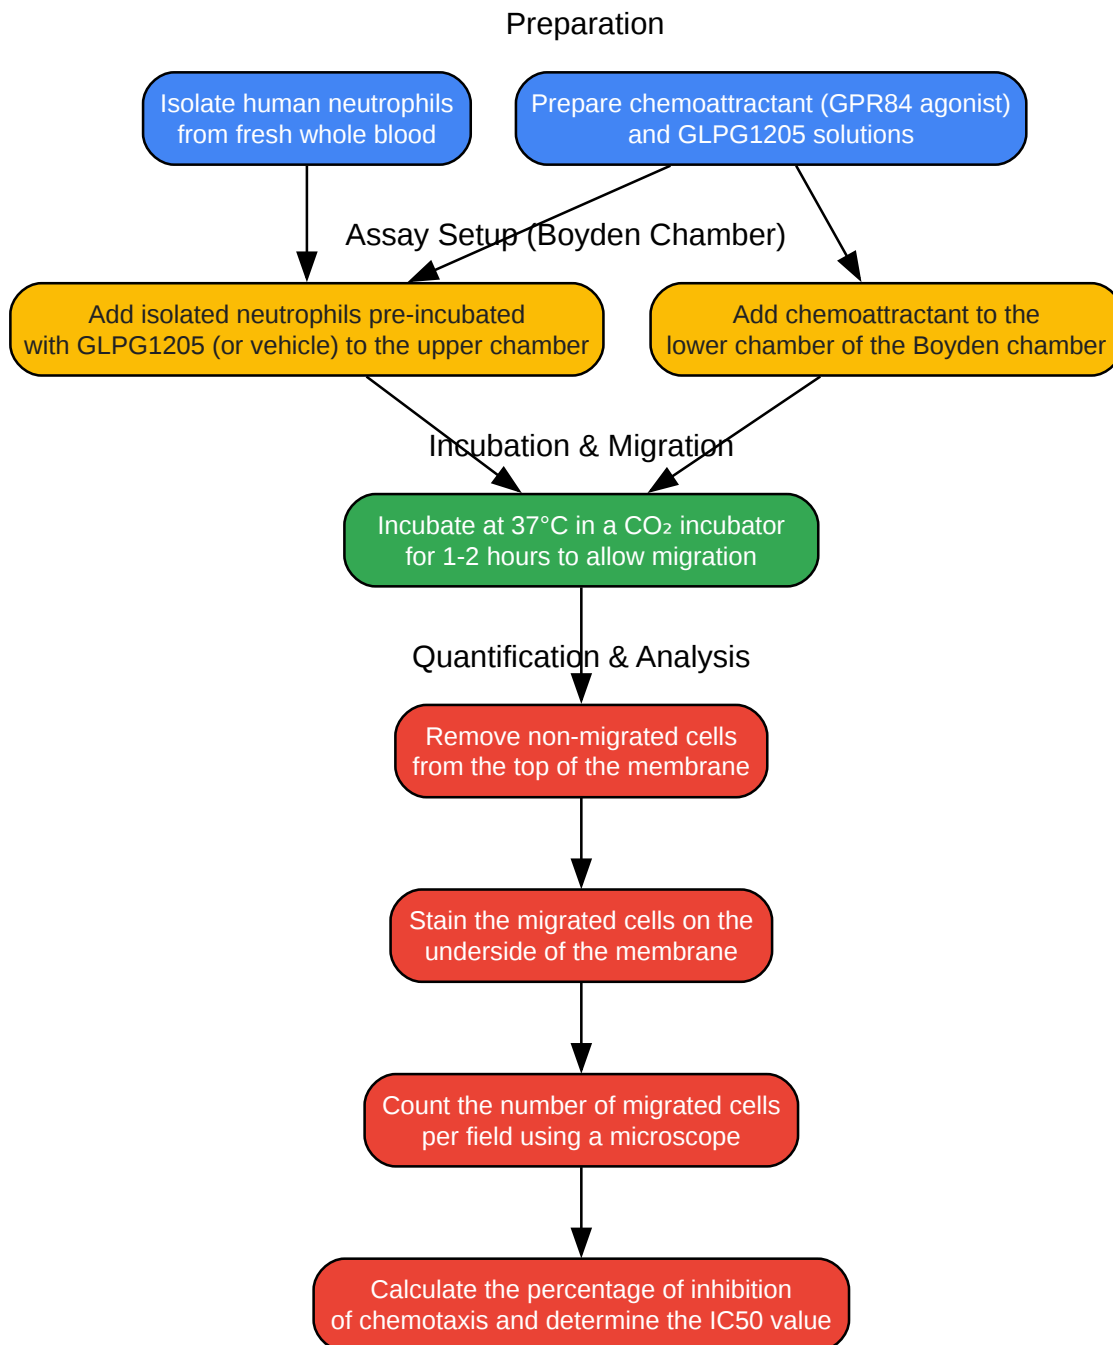 Preparation
Isolate human neutrophils
from fresh whole blood
Prepare chemoattractant (GPR84 agonist)
and GLPG1205 solutions
Assay Setup (Boyden Chamber)
Add isolated neutrophils pre-incubated
with GLPG1205 (or vehicle) to the upper chamber
Add chemoattractant to the
lower chamber of the Boyden chamber
Incubation & Migration
Incubate at 37°C in a CO₂ incubator
for 1-2 hours to allow migration
Quantification & Analysis
Remove non-migrated cells
from the top of the membrane
Stain the migrated cells on the
underside of the membrane
Count the number of migrated cells
per field using a microscope
Calculate the percentage of inhibition
of chemotaxis and determine the IC50 value